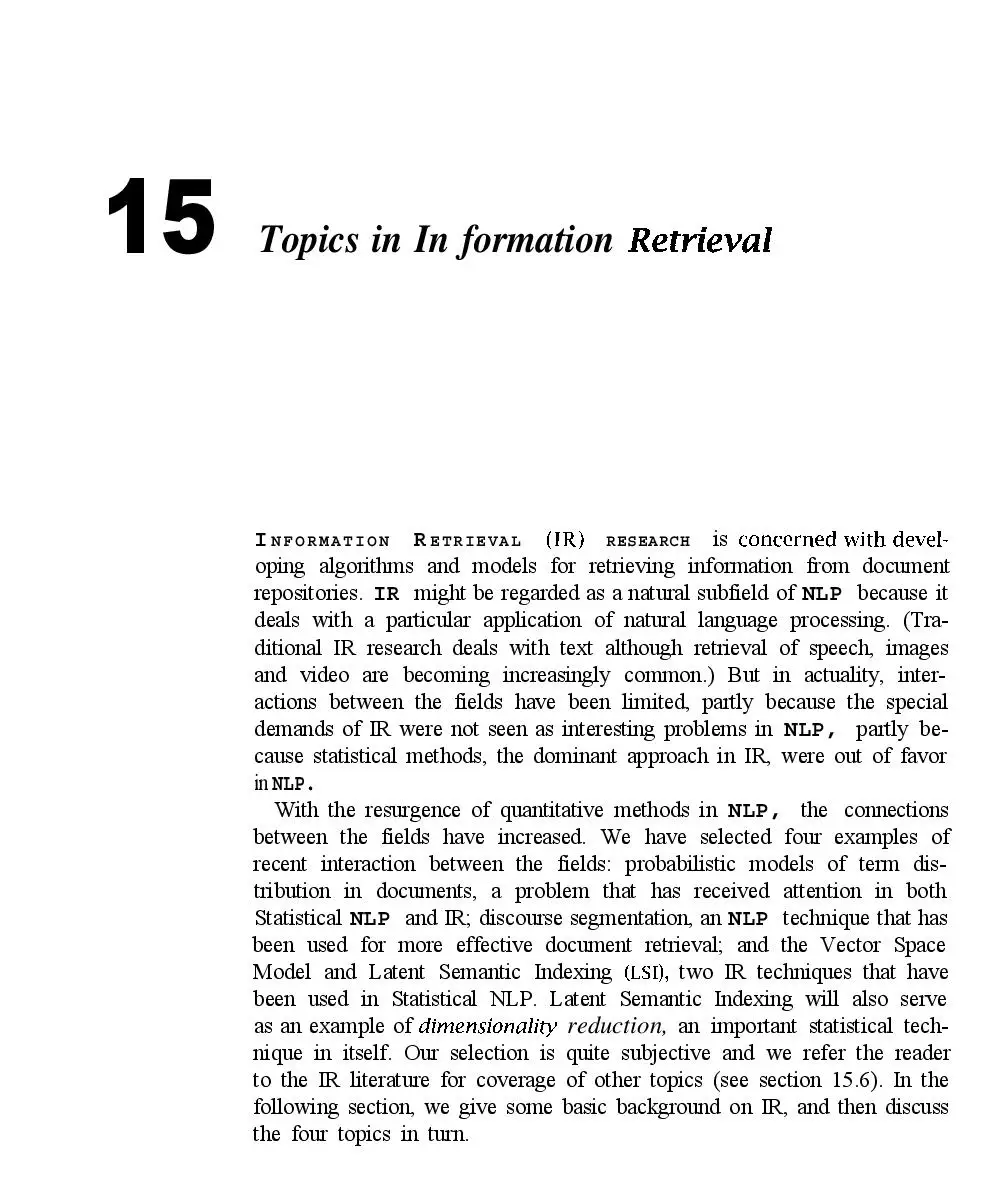 15 Topics in In formation Retrieval
INFORMATION RETRIEVAL (IR) RESEARCH is concerned with devel-
oping algorithms and models for retrieving information from document
repositories. IR might be regarded as a natural subfield of NLP because it
deals with a particular application of natural language processing. (Tra-
ditional IR research deals with text although retrieval of speech, images
and video are becoming increasingly common.) But in actuality, inter-
actions between the fields have been limited, partly because the special
demands of IR were not seen as interesting problems in NLP, partly be-
cause statistical methods, the dominant approach in IR, were out of favor
in NLP.
With the resurgence of quantitative methods in NLP, the connections
between the fields have increased. We have selected four examples of
recent interaction between the fields: probabilistic models of term dis-
tribution in documents, a problem that has received attention in both
Statistical NLP and IR; discourse segmentation, an NLP technique that has
been used for more effective document retrieval; and the Vector Space
Model and Latent Semantic Indexing (LSI), two IR techniques that have
been used in Statistical NLP. Latent Semantic Indexing will also serve
as an example of dimensionality reduction, an important statistical tech-
nique in itself. Our selection is quite subjective and we refer the reader
to the IR literature for coverage of other topics (see section 15.6). In the
following section, we give some basic background on IR, and then discuss
the four topics in turn.